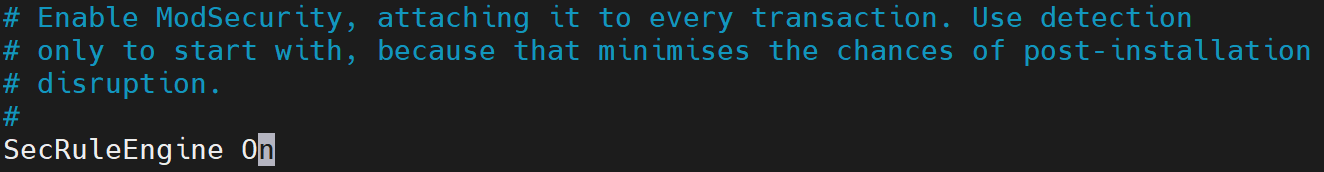 # Enable ModSecurity, attaching it to every transaction. Use detection
# only to start with, because that minimises the chances of post-installation
# disruption.
#
SecRuleEngine On